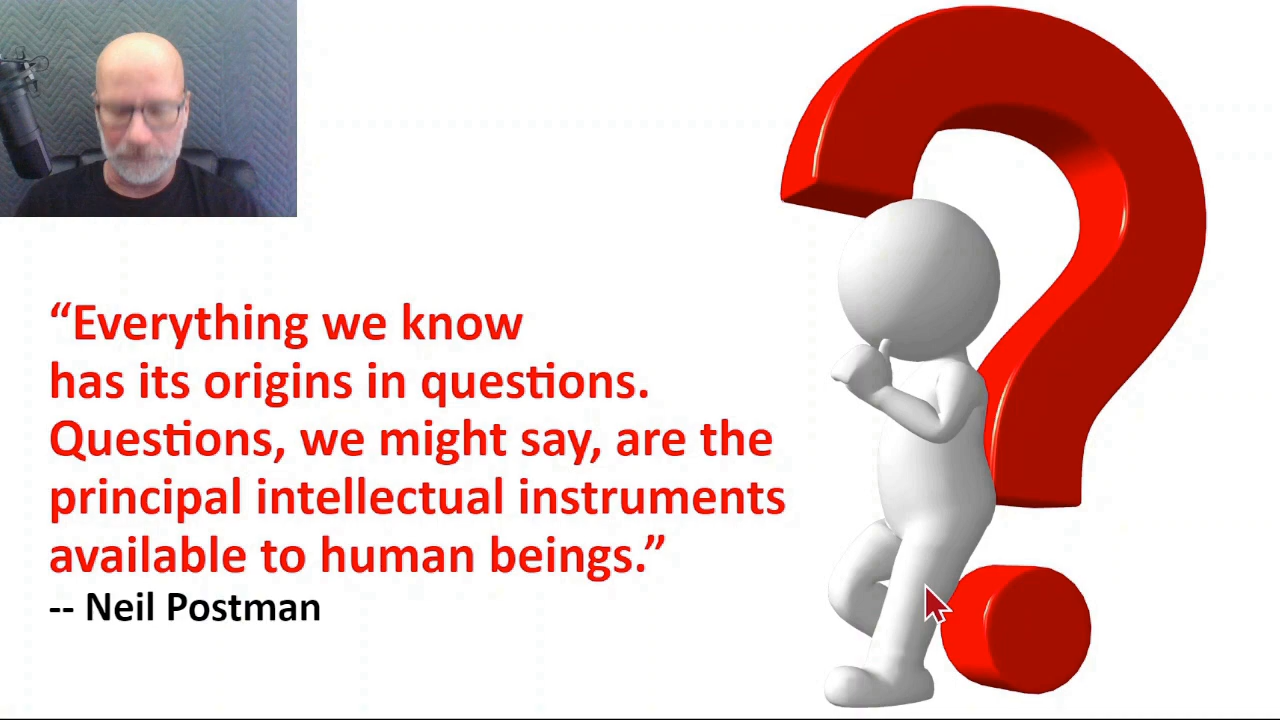 “Everything we know
has its origins in questions.
Questions, we might say, are the
principal intellectual instruments
available to human beings.”
-- Neil Postman